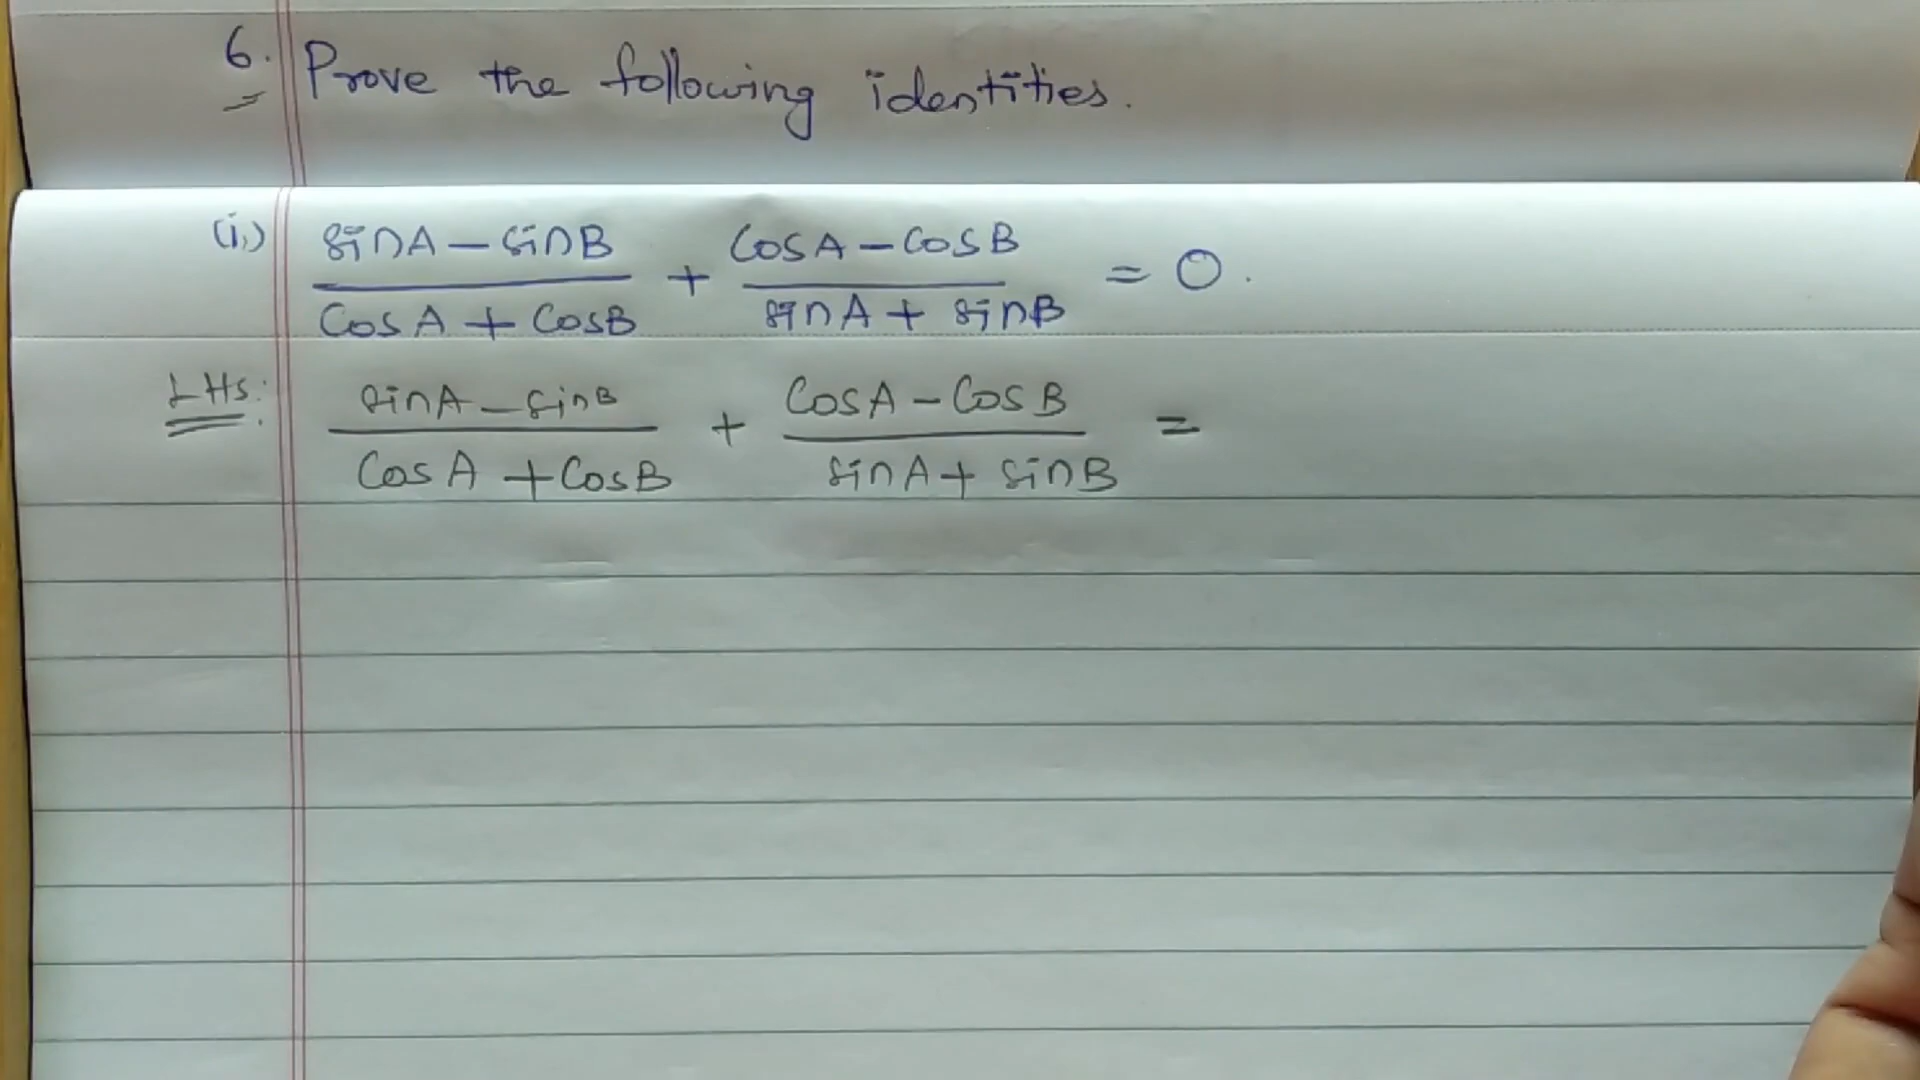 6. Prove the following identities.
(i) sinA - sinB / CosA + CosB + CosA - CosB / sinA + sinB = 0.
LHS: sinA - sinB / CosA + CosB + CosA - CosB / sinA + sinB =